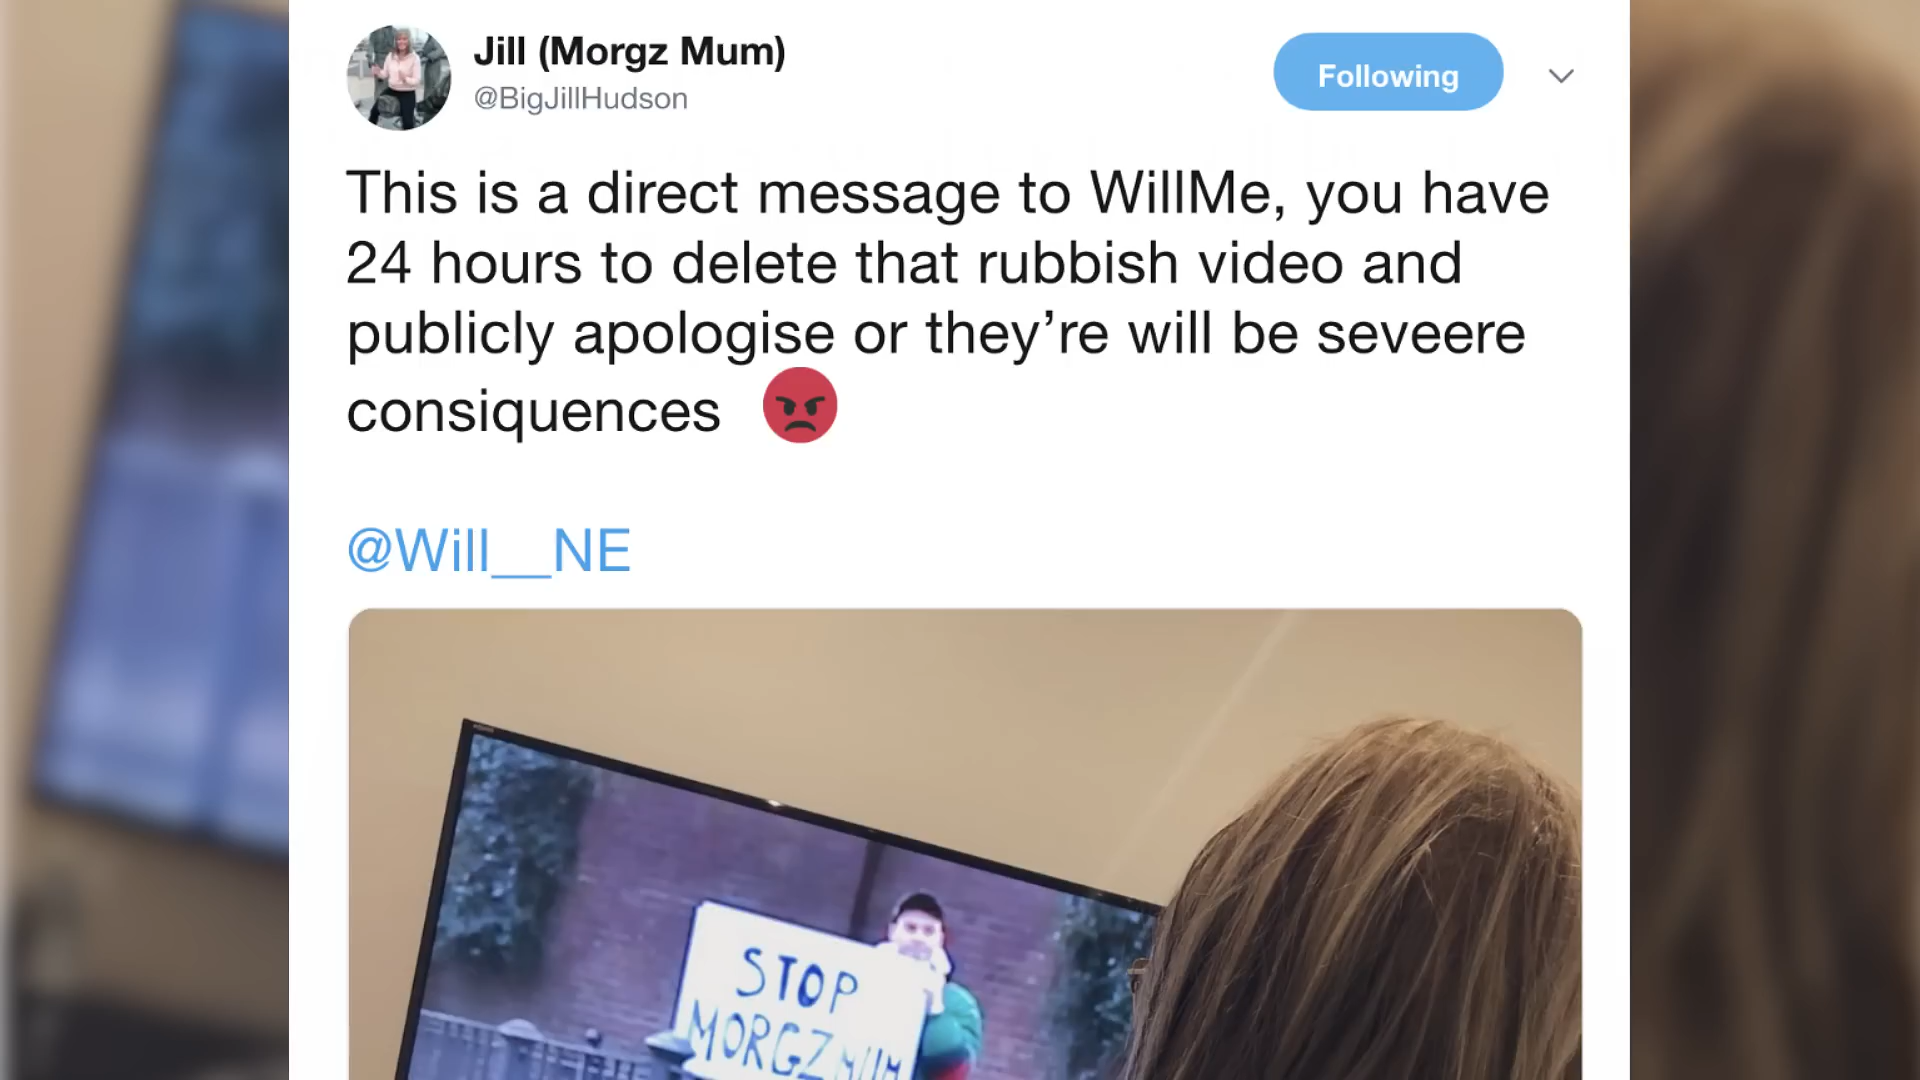 Jill (Morgz Mum)
@BigJillHudson
Following
This is a direct message to WillMe, you have
24 hours to delete that rubbish video and
publicly apologise or they’re will be seveere
consiquences 😡
@Will__NE
STOP
MORGZ MUM